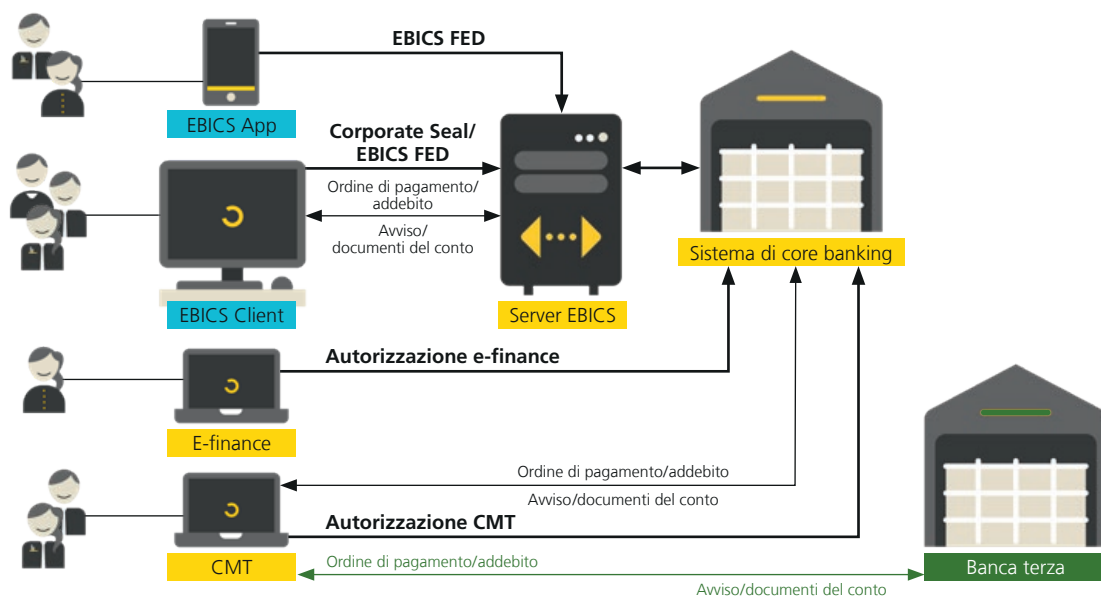 EBICS FED
EBICS App
Corporate Seal/
EBICS FED
Ordine di pagamento/
addebito
Avviso/
documenti del conto
EBICS Client
Server EBICS
Sistema di core banking
Autorizzazione e-finance
E-finance
Ordine di pagamento/addebito
Avviso/documenti del conto
Autorizzazione CMT
CMT
Ordine di pagamento/addebito
Avviso/documenti del conto
Banca terza